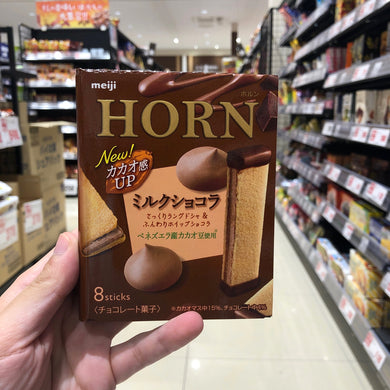 meiji
ホルン
HORN
New!
カカオ感
UP
ミルクショコラ
さっくりラングドシャ &
ふんわりホイップショコラ
ベネズエラ産カカオ豆使用
8 sticks
〈チョコレート菓子〉